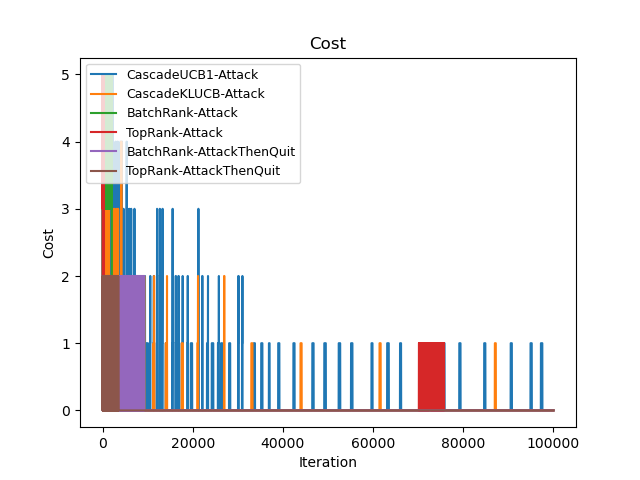 Cost
CascadeUCB1-Attack
CascadeKLUCB-Attack
BatchRank-Attack
TopRank-Attack
BatchRank-AttackThenQuit
TopRank-AttackThenQuit
Cost
5
4
3
2
1
0
0 20000 40000 60000 80000 100000
Iteration